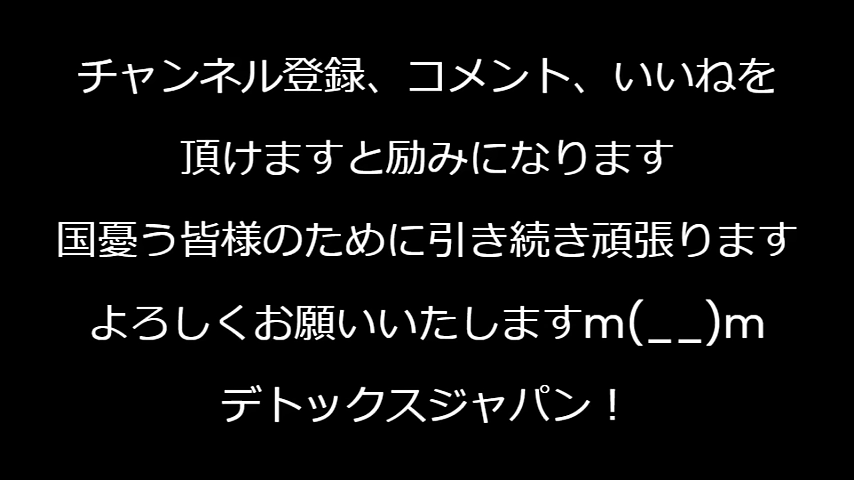 チャンネル登録、コメント、いいねを
頂けますと励みになります
国憂う皆様のために引き続き頑張ります
よろしくお願いいたしますm(_ _)m
デトックスジャパン！